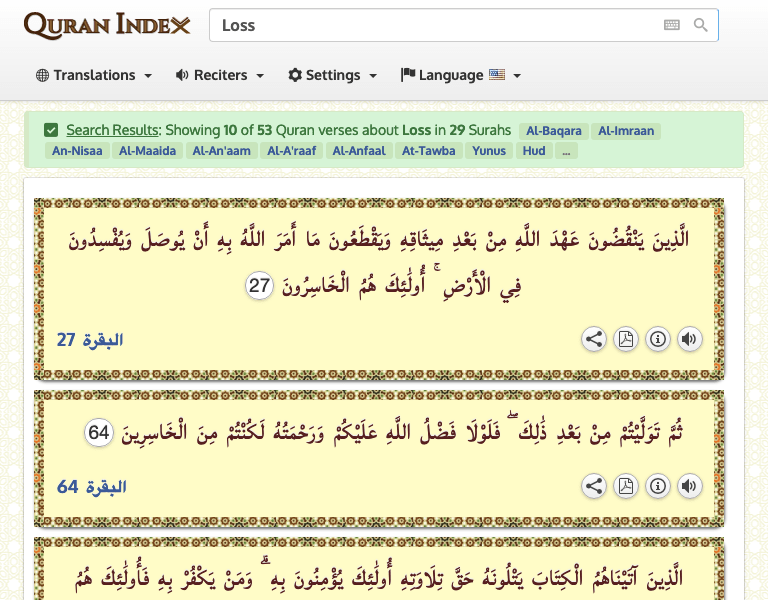 QURAN INDEX
Loss
Translations
Reciters
Settings
Language
Search Results: Showing 10 of 53 Quran verses about Loss in 29 Surahs Al-Baqara Al-Imraan
An-Nisaa Al-Maaida Al-An'aam Al-A'raaf Al-Anfaal At-Tawba Yunus Hud ...
الَّذِينَ يَنْقُضُونَ عَهْدَ اللَّهِ مِنْ بَعْدِ مِيثَاقِهِ وَيَقْطَعُونَ مَا أَمَرَ اللَّهُ بِهِ أَنْ يُوصَلَ وَيُفْسِدُونَ
فِي الْأَرْضِ ۚ أُولَٰئِكَ هُمُ الْخَاسِرُونَ 27
البقرة 27
ثُمَّ تَوَلَّيْتُمْ مِنْ بَعْدِ ذَٰلِكَ ۖ فَلَوْلَا فَضْلُ اللَّهِ عَلَيْكُمْ وَرَحْمَتُهُ لَكُنْتُمْ مِنَ الْخَاسِرِينَ 64
البقرة 64
الَّذِينَ آتَيْنَاهُمُ الْكِتَابَ يَتْلُونَهُ حَقَّ تِلَاوَتِهِ أُولَٰئِكَ يُؤْمِنُونَ بِهِ ۗ وَمَنْ يَكْفُرْ بِهِ فَأُولَٰئِكَ هُمُ